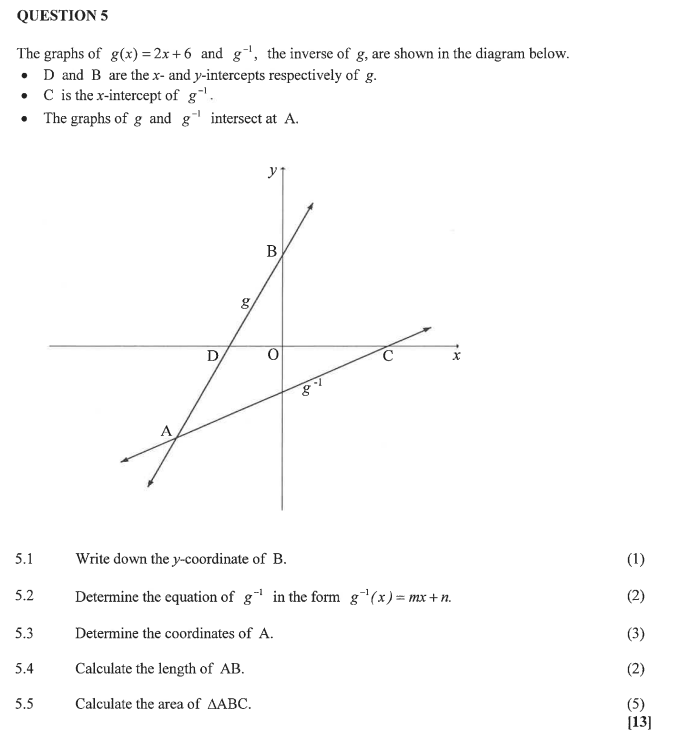 QUESTION 5
The graphs of g(x) = 2x + 6 and g⁻¹, the inverse of g, are shown in the diagram below.
• D and B are the x- and y-intercepts respectively of g.
• C is the x-intercept of g⁻¹.
• The graphs of g and g⁻¹ intersect at A.
y
B
g
D O C x
g⁻¹
A
5.1 Write down the y-coordinate of B. (1)
5.2 Determine the equation of g⁻¹ in the form g⁻¹(x) = mx + n. (2)
5.3 Determine the coordinates of A. (3)
5.4 Calculate the length of AB. (2)
5.5 Calculate the area of ΔABC. (5)
[13]